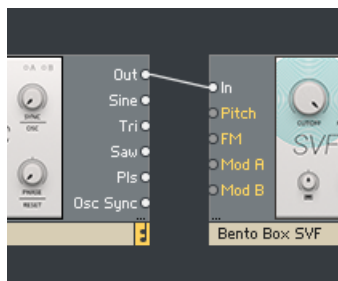 Out
Sine
Tri
Saw
Pls
Osc Sync
...
SYNC
OSC
PHASE
RESET
In
Pitch
FM
Mod A
Mod B
...
CUTOFF
SVF
Bento Box SVF